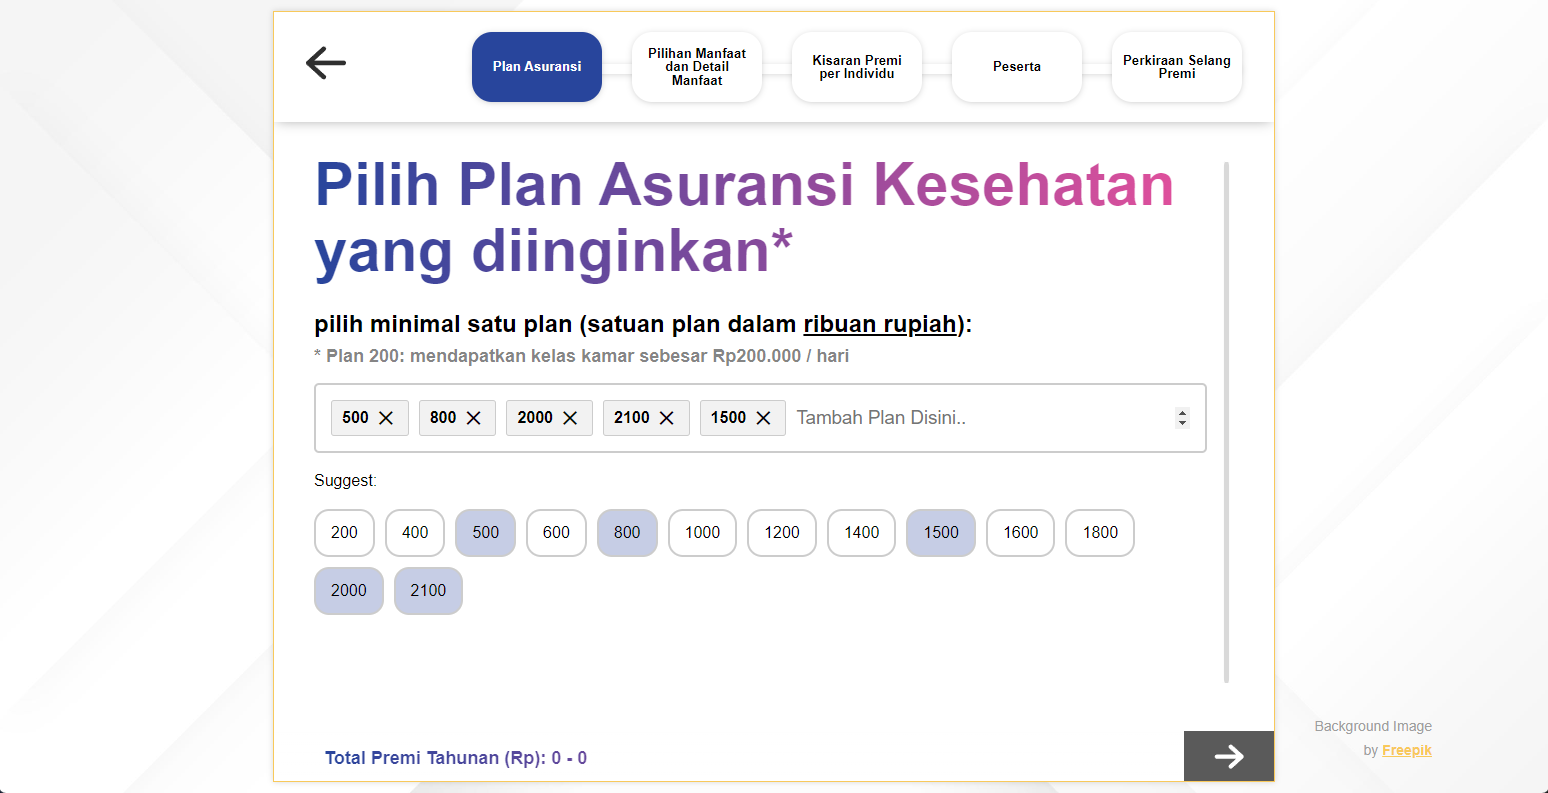 Plan Asuransi
Pilihan Manfaat
dan Detail
Manfaat
Kisaran Premi
per Individu
Peserta
Perkiraan Selang
Premi
Pilih Plan Asuransi Kesehatan
yang diinginkan*
pilih minimal satu plan (satuan plan dalam ribuan rupiah):
* Plan 200: mendapatkan kelas kamar sebesar Rp200.000 / hari
500 800 2000 2100 1500 Tambah Plan Disini..
Suggest:
200 400 500 600 800 1000 1200 1400 1500 1600 1800
2000 2100
Total Premi Tahunan (Rp): 0 - 0
Background Image
by Freepik